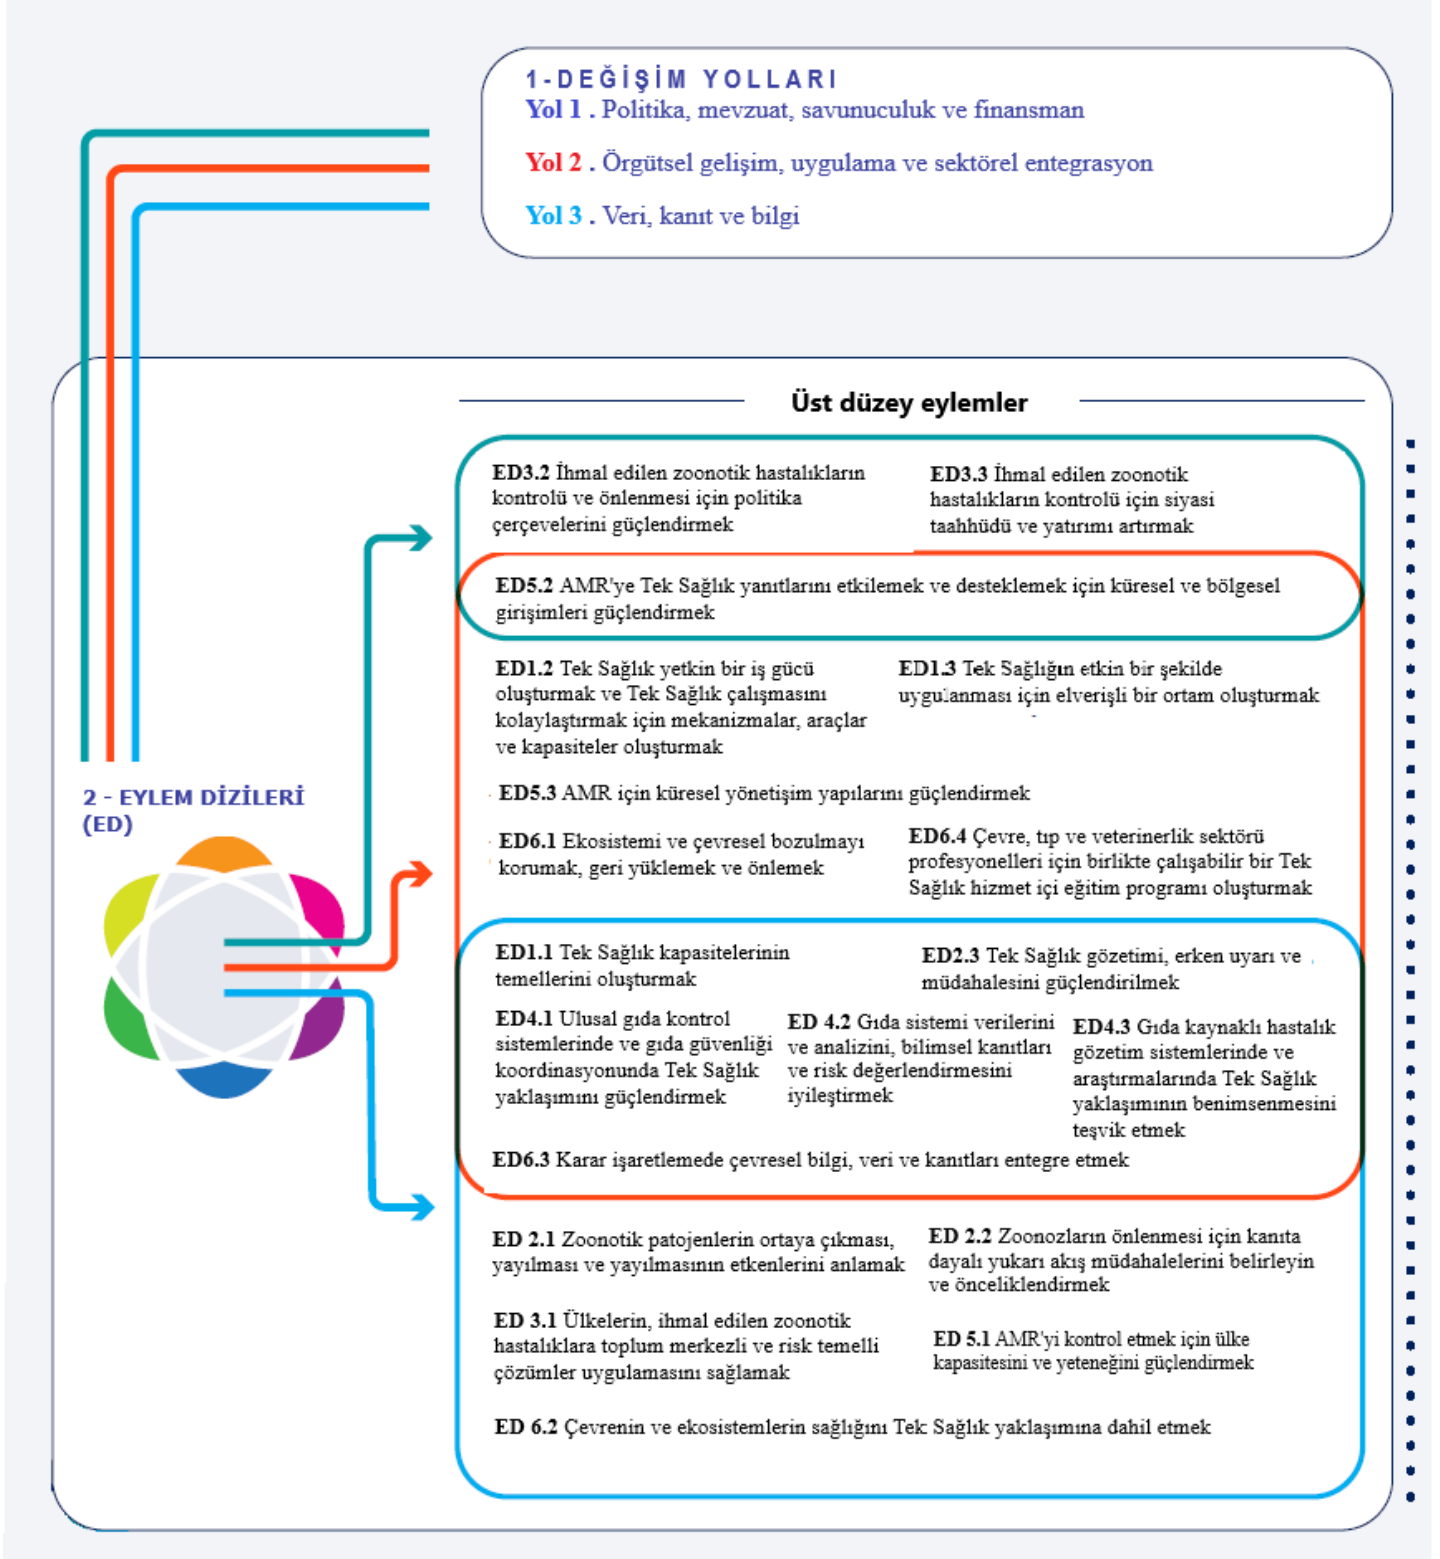 1-DEĞİŞİM YOLLARI
Yol 1 . Politika, mevzuat, savunuculuk ve finansman
Yol 2 . Örgütsel gelişim, uygulama ve sektörel entegrasyon
Yol 3 . Veri, kanıt ve bilgi
Üst düzey eylemler
ED3.2 İhmal edilen zoonotik hastalıkların
kontrolü ve önlenmesi için politika
çerçevelerini güçlendirmek
ED3.3 İhmal edilen zoonotik
hastalıkların kontrolü için siyasi
taahhüdü ve yatırımı artırmak
ED5.2 AMR'ye Tek Sağlık yanıtlarını etkilemek ve desteklemek için küresel ve bölgesel
girişimleri güçlendirmek
ED1.2 Tek Sağlık yetkin bir iş gücü
oluşturmak ve Tek Sağlık çalışmasını
kolaylaştırmak için mekanizmalar, araçlar
ve kapasiteler oluşturmak
ED1.3 Tek Sağlığın etkin bir şekilde
uygulanması için elverişli bir ortam oluşturmak
ED5.3 AMR için küresel yönetişim yapılarını güçlendirmek
2 - EYLEM DİZİLERİ
(ED)
ED6.1 Ekosistemi ve çevresel bozulmayı
korumak, geri yüklemek ve önlemek
ED6.4 Çevre, tıp ve veterinerlik sektörü
profesyonelleri için birlikte çalışabilir bir Tek
Sağlık hizmet içi eğitim programı oluşturmak
ED1.1 Tek Sağlık kapasitelerinin
temellerini oluşturmak
ED2.3 Tek Sağlık gözetimi, erken uyarı ve
müdahalesini güçlendirilmek
ED4.1 Ulusal gıda kontrol
sistemlerinde ve gıda güvenliği
koordinasyonunda Tek Sağlık
yaklaşımını güçlendirmek
ED 4.2 Gıda sistemi verilerini
ve analizini, bilimsel kanıtları
ve risk değerlendirmesini
iyileştirmek
ED4.3 Gıda kaynaklı hastalık
gözetim sistemlerinde ve
araştırmalarında Tek Sağlık
yaklaşımının benimsenmesini
teşvik etmek
ED6.3 Karar işaretlemede çevresel bilgi, veri ve kanıtları entegre etmek
ED 2.1 Zoonotik patojenlerin ortaya çıkması,
yayılması ve yayılmasının etkenlerini anlamak
ED 2.2 Zoonozların önlenmesi için kanıta
dayalı yukarı akış müdahalelerini belirleyin
ve önceliklendirmek
ED 3.1 Ülkelerin, ihmal edilen zoonotik
hastalıklara toplum merkezli ve risk temelli
çözümler uygulamasını sağlamak
ED 5.1 AMR'yi kontrol etmek için ülke
kapasitesini ve yeteneğini güçlendirmek
ED 6.2 Çevrenin ve ekosistemlerin sağlığını Tek Sağlık yaklaşımına dahil etmek